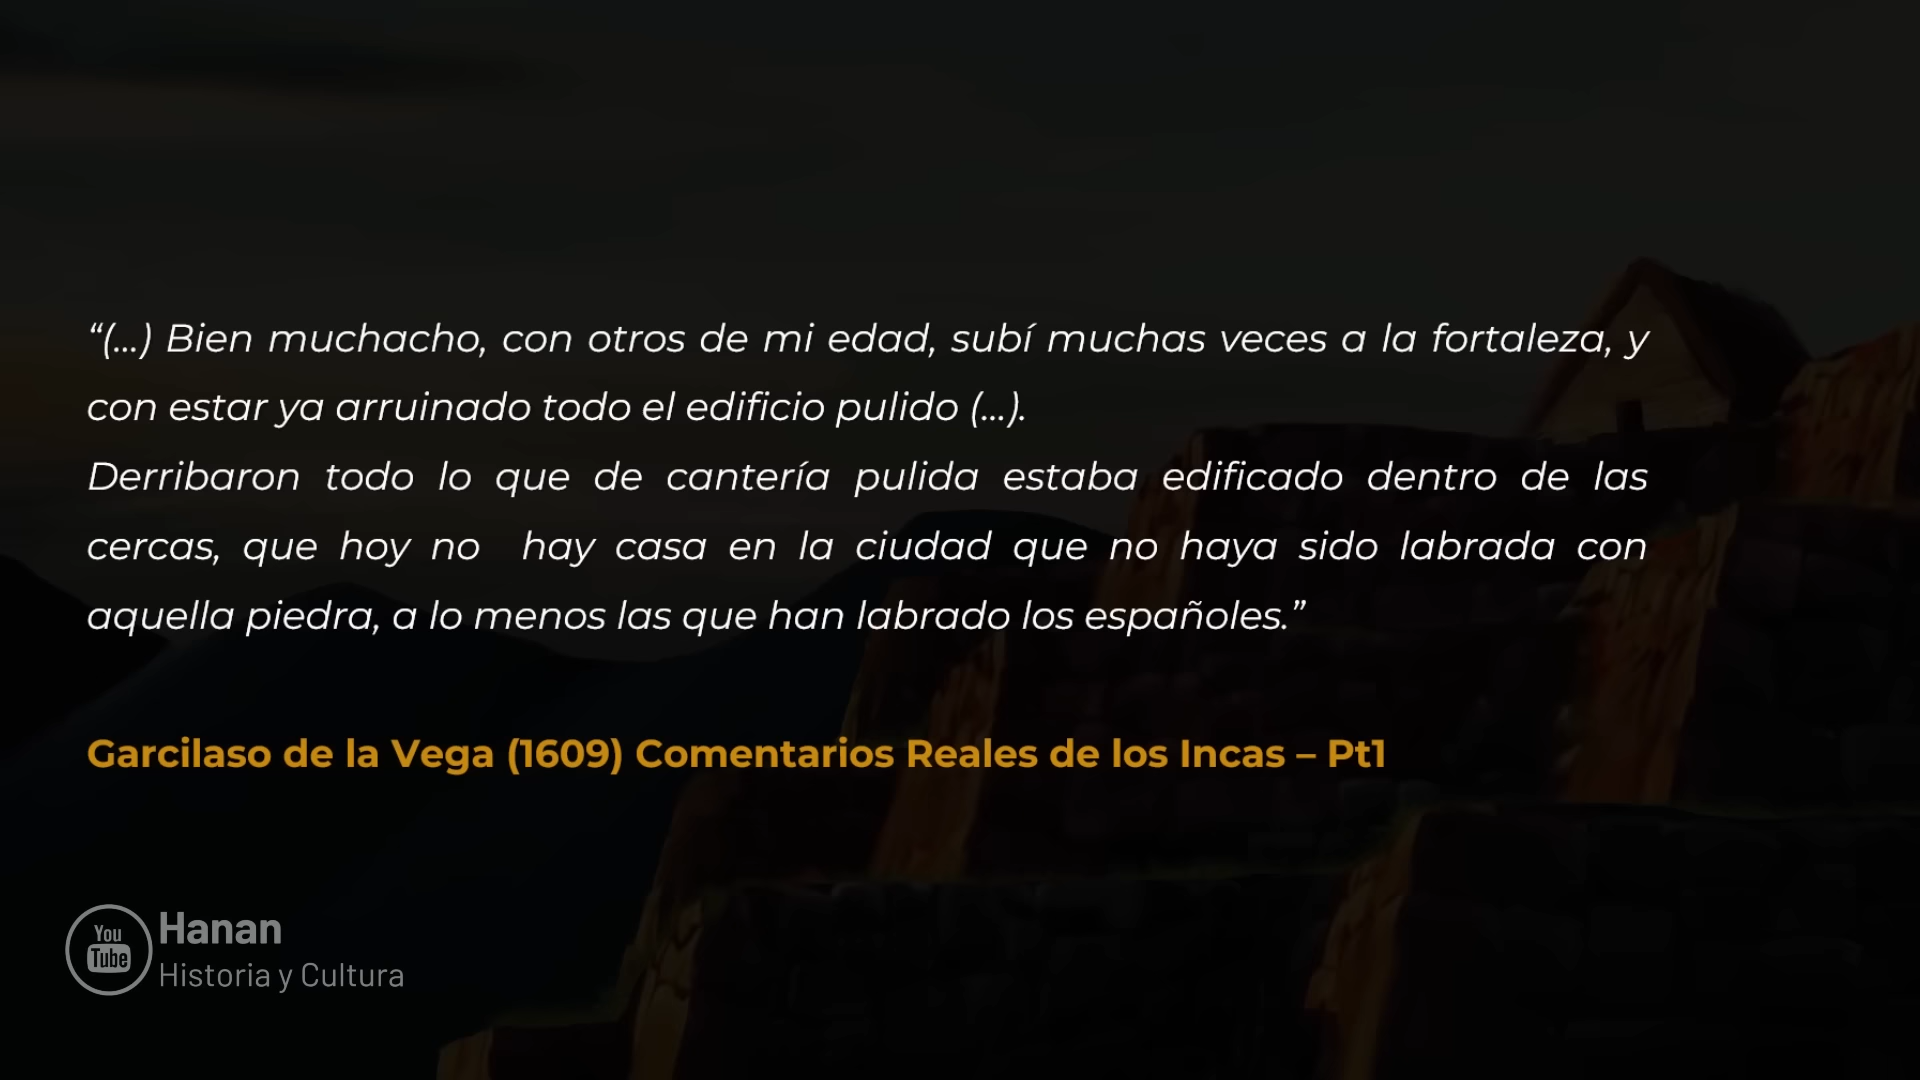 “(...) Bien muchacho, con otros de mi edad, subí muchas veces a la fortaleza, y
con estar ya arruinado todo el edificio pulido (...).
Derribaron todo lo que de cantería pulida estaba edificado dentro de las
cercas, que hoy no hay casa en la ciudad que no haya sido labrada con
aquella piedra, a lo menos las que han labrado los españoles.”
Garcilaso de la Vega (1609) Comentarios Reales de los Incas – Pt1
You
Tube
Hanan
Historia y Cultura